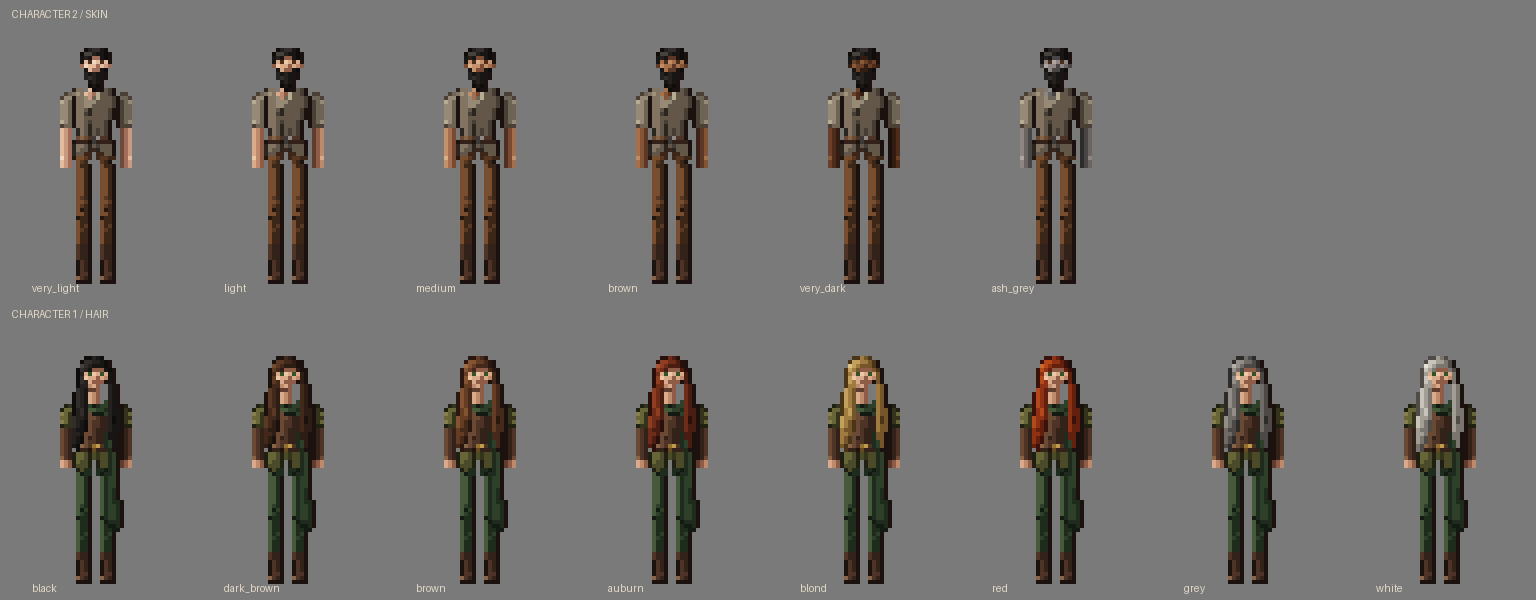 CHARACTER 2 / SKIN
very_light light medium brown very_dark ash_grey
CHARACTER 1 / HAIR
black dark_brown brown auburn blond red grey white